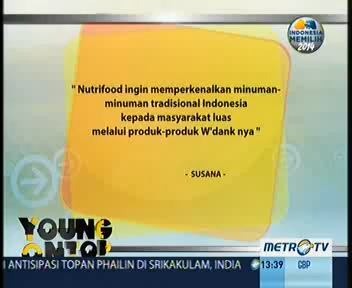 INDONESIA
MEMILIH
2014
" Nutrifood ingin memperkenalkan minuman-
minuman tradisional Indonesia
kepada masyarakat luas
melalui produk-produk W'dank nya "
- SUSANA -
YOUNG
ON TOP
METRO TV
I ANTISIPASI TOPAN PHAILIN DI SRIKAKULAM, INDIA
13:39
GBP